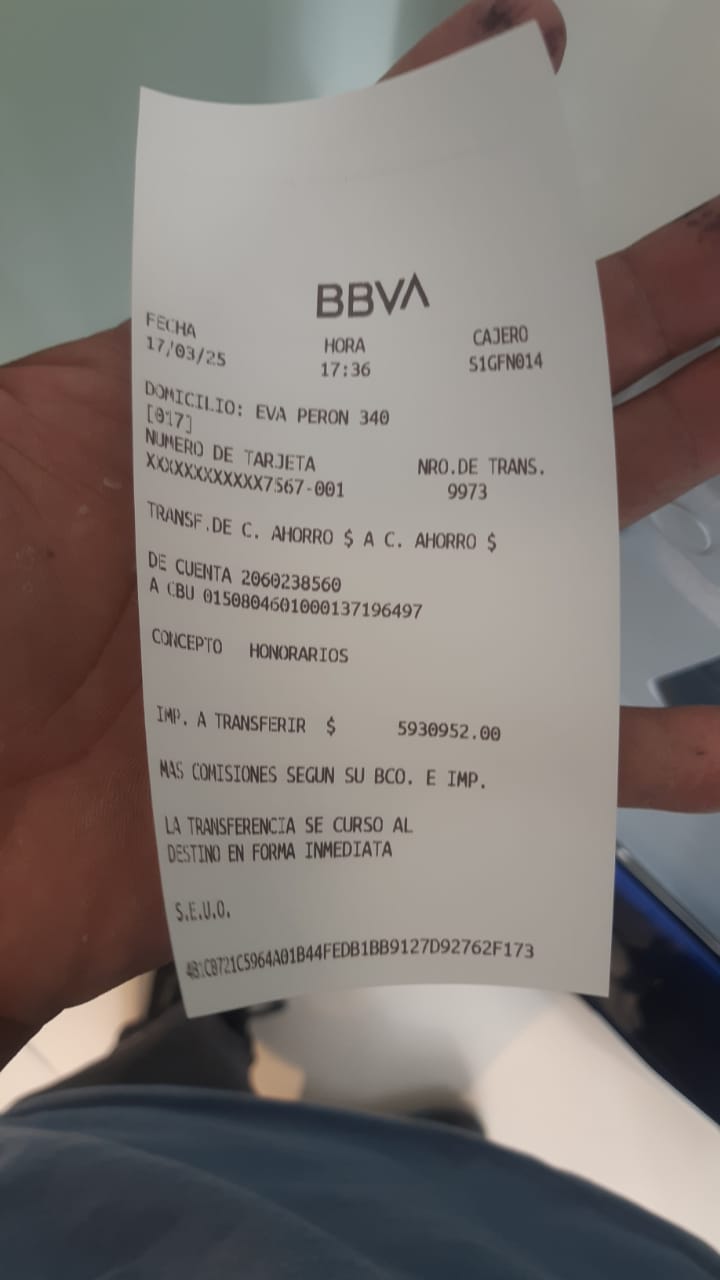 BBVA
FECHA HORA CAJERO
17/03/25 17:36 S1GFN014
DOMICILIO: EVA PERON 340
[017]
NUMERO DE TARJETA NRO.DE TRANS.
XXXXXXXXXXXX7567-001 9973
TRANSF.DE C. AHORRO $ A C. AHORRO $
DE CUENTA 2060238560
A CBU 0150804601000137196497
CONCEPTO HONORARIOS
IMP. A TRANSFERIR $ 5930952.00
MAS COMISIONES SEGUN SU BCO. E IMP.
LA TRANSFERENCIA SE CURSO AL
DESTINO EN FORMA INMEDIATA
S.E.U.O.